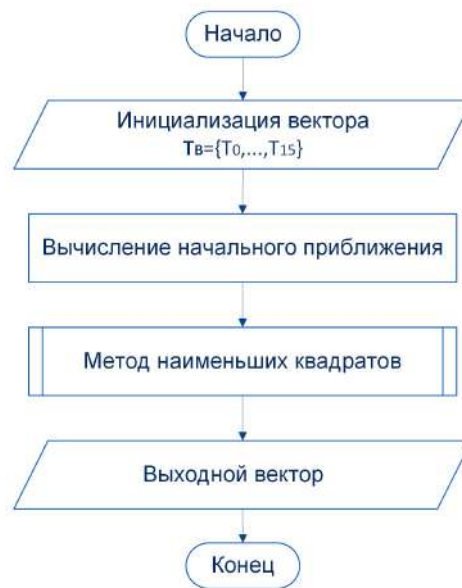 Начало
Инициализация вектора
Tв={T0,...,T15}
Вычисление начального приближения
Метод наименьших квадратов
Выходной вектор
Конец